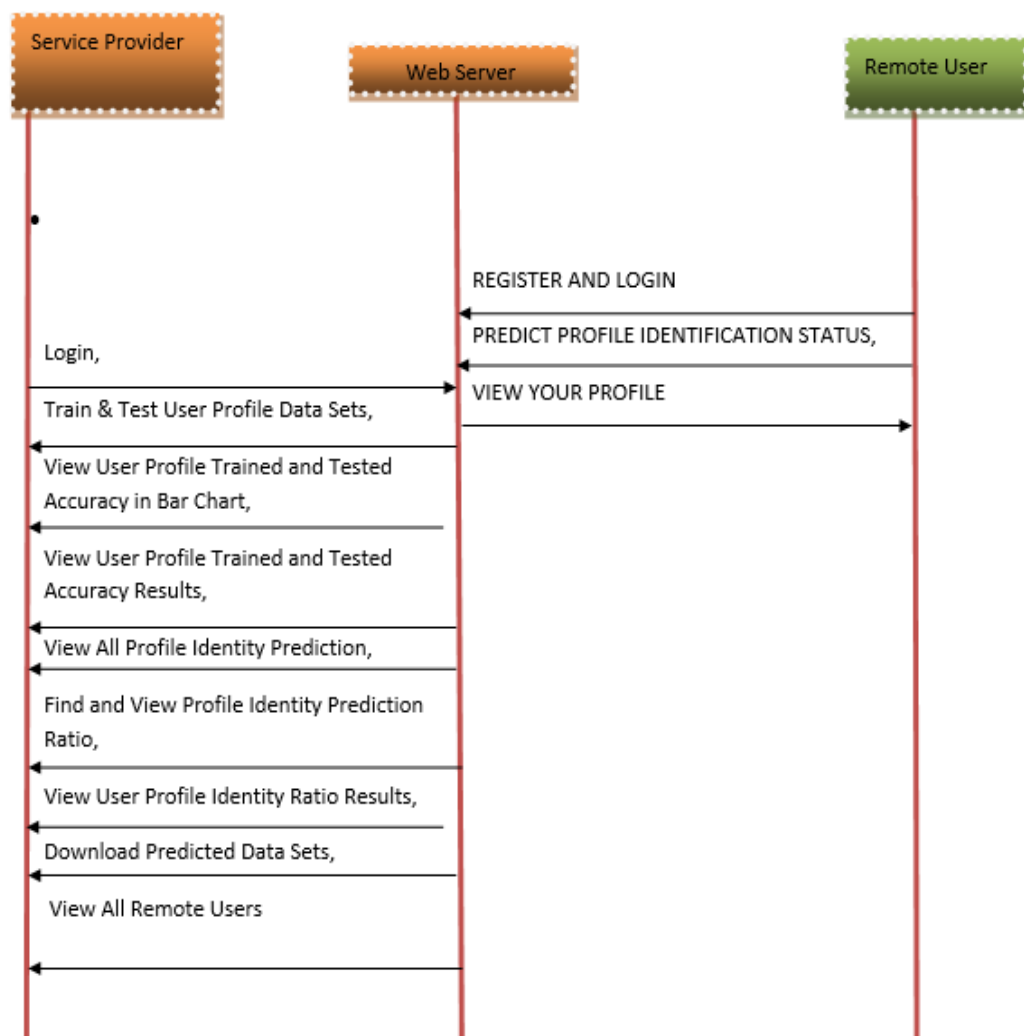 Service Provider
Web Server
Remote User
REGISTER AND LOGIN
PREDICT PROFILE IDENTIFICATION STATUS,
VIEW YOUR PROFILE
Login,
Train & Test User Profile Data Sets,
View User Profile Trained and Tested
Accuracy in Bar Chart,
View User Profile Trained and Tested
Accuracy Results,
View All Profile Identity Prediction,
Find and View Profile Identity Prediction
Ratio,
View User Profile Identity Ratio Results,
Download Predicted Data Sets,
View All Remote Users